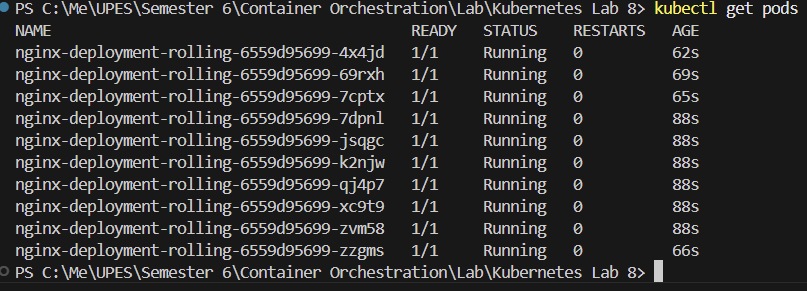 PS C:\Me\UPES\Semester 6\Container Orchestration\Lab\Kubernetes Lab 8> kubectl get pods
NAME READY STATUS RESTARTS AGE
nginx-deployment-rolling-6559d95699-4x4jd 1/1 Running 0 62s
nginx-deployment-rolling-6559d95699-69rxh 1/1 Running 0 69s
nginx-deployment-rolling-6559d95699-7cptx 1/1 Running 0 65s
nginx-deployment-rolling-6559d95699-7dpnl 1/1 Running 0 88s
nginx-deployment-rolling-6559d95699-jsqgc 1/1 Running 0 88s
nginx-deployment-rolling-6559d95699-k2njw 1/1 Running 0 88s
nginx-deployment-rolling-6559d95699-qj4p7 1/1 Running 0 88s
nginx-deployment-rolling-6559d95699-xc9t9 1/1 Running 0 88s
nginx-deployment-rolling-6559d95699-zvm58 1/1 Running 0 88s
nginx-deployment-rolling-6559d95699-zzgms 1/1 Running 0 66s
PS C:\Me\UPES\Semester 6\Container Orchestration\Lab\Kubernetes Lab 8>